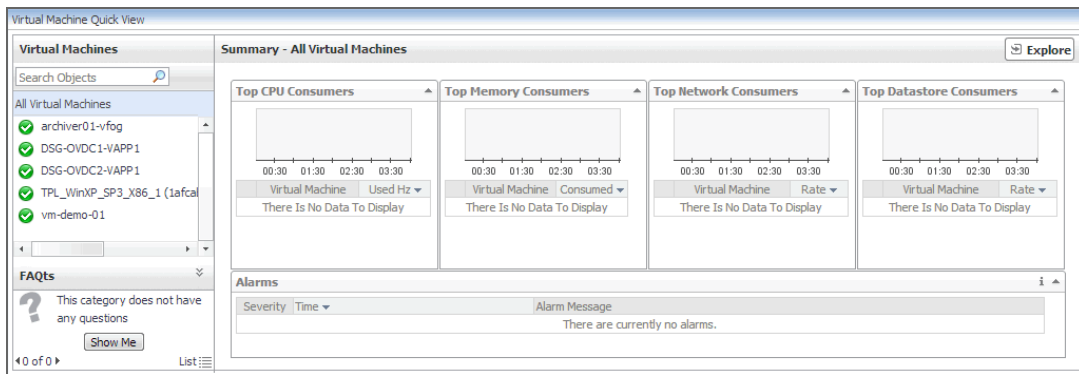 Virtual Machine Quick View
Virtual Machines
Search Objects
All Virtual Machines
archiver01-vfog
DSG-OVDC1-VAPP1
DSG-OVDC2-VAPP1
TPL_WinXP_SP3_X86_1 (1afcal
vm-demo-01
FAQts
This category does not have
any questions
Show Me
0 of 0
List
Summary - All Virtual Machines
Explore
Top CPU Consumers
00:30 01:30 02:30 03:30
Virtual Machine Used Hz
There Is No Data To Display
Top Memory Consumers
00:30 01:30 02:30 03:30
Virtual Machine Consumed
There Is No Data To Display
Top Network Consumers
00:30 01:30 02:30 03:30
Virtual Machine Rate
There Is No Data To Display
Top Datastore Consumers
00:30 01:30 02:30 03:30
Virtual Machine Rate
There Is No Data To Display
Alarms
Severity Time Alarm Message
There are currently no alarms.